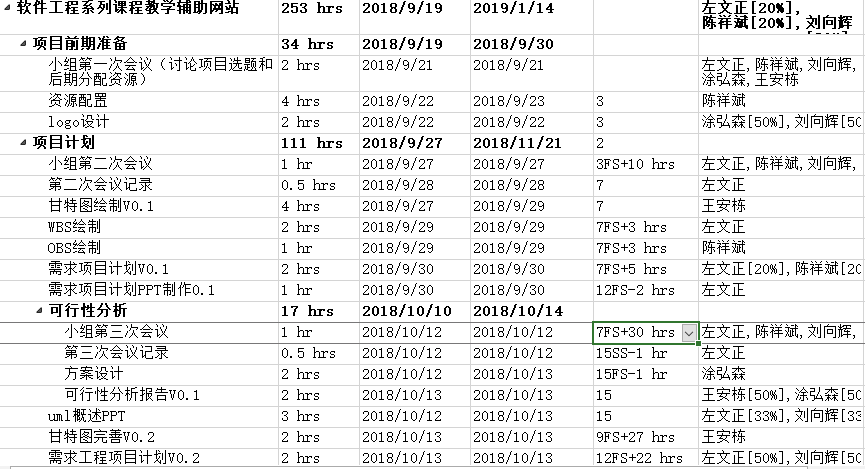 软件工程系列课程教学辅助网站 253 hrs 2018/9/19 2019/1/14 左文正[20%],
陈祥斌[20%],刘向辉
项目前期准备 34 hrs 2018/9/19 2018/9/30
小组第一次会议（讨论项目选题和 2 hrs 2018/9/21 2018/9/21 左文正,陈祥斌,刘向辉,
后期分配资源） 涂弘森,王安栋
资源配置 4 hrs 2018/9/22 2018/9/23 3 陈祥斌
logo设计 2 hrs 2018/9/22 2018/9/22 3 涂弘森[50%],刘向辉[50
项目计划 111 hrs 2018/9/27 2018/11/21 2
小组第二次会议 1 hr 2018/9/27 2018/9/27 3FS+10 hrs 左文正,陈祥斌,刘向辉,
第二次会议记录 0.5 hrs 2018/9/28 2018/9/28 7 左文正
甘特图绘制V0.1 4 hrs 2018/9/27 2018/9/29 7 王安栋
WBS绘制 2 hrs 2018/9/29 2018/9/29 7FS+3 hrs 左文正
OBS绘制 1 hr 2018/9/29 2018/9/29 7FS+3 hrs 陈祥斌
需求项目计划V0.1 2 hrs 2018/9/30 2018/9/30 7FS+5 hrs 左文正[20%],陈祥斌[20
需求项目计划PPT制作0.1 1 hr 2018/9/30 2018/9/30 12FS-2 hrs 左文正
可行性分析 17 hrs 2018/10/10 2018/10/14
小组第三次会议 1 hr 2018/10/12 2018/10/12 7FS+30 hrs 左文正,陈祥斌,刘向辉,
第三次会议记录 0.5 hrs 2018/10/12 2018/10/12 15SS-1 hr 左文正
方案设计 2 hrs 2018/10/12 2018/10/13 15FS-1 hr 涂弘森
可行性分析报告V0.1 2 hrs 2018/10/13 2018/10/13 15 王安栋[50%],涂弘森[50
uml概述PPT 3 hrs 2018/10/12 2018/10/13 15 左文正[33%],刘向辉[33
甘特图完善V0.2 2 hrs 2018/10/13 2018/10/13 9FS+27 hrs 王安栋
需求工程项目计划V0.2 2 hrs 2018/10/13 2018/10/13 12FS+22 hrs 左文正[50%],刘向辉[50